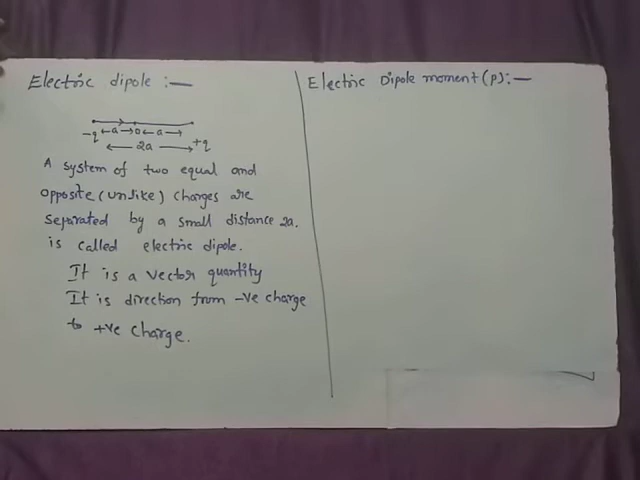 Electric dipole :—
-q ←a→o←a→ +q
← 2a →
A system of two equal and
opposite (unlike) charges are
separated by a small distance 2a.
is called electric dipole.
It is a vector quantity
It is direction from -ve charge
to +ve charge.
Electric Dipole moment (P):—